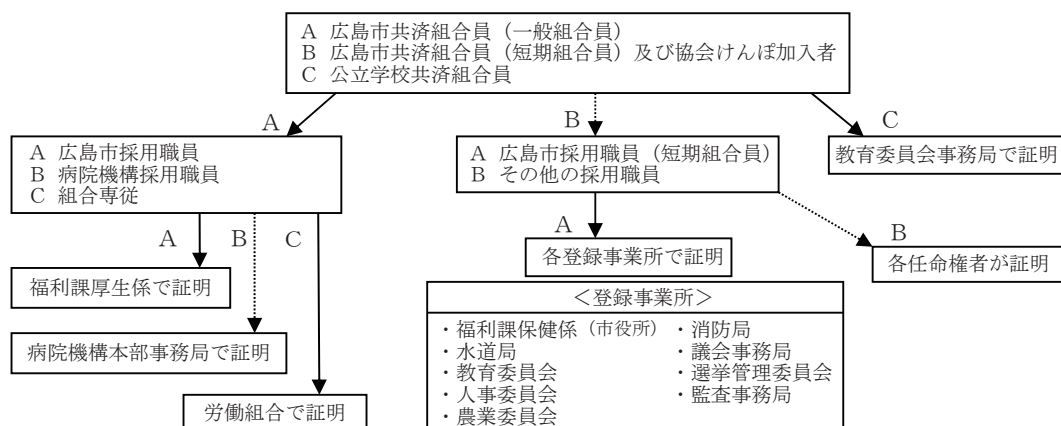 A 広島市共済組合員（一般組合員）
B 広島市共済組合員（短期組合員）及び協会けんぽ加入者
C 公立学校共済組合員
A
B
C
A 広島市採用職員
B 病院機構採用職員
C 組合専従
A 広島市採用職員（短期組合員）
B その他の採用職員
教育委員会事務局で証明
A
B
C
A
B
福利課厚生係で証明
各登録事業所で証明
各任命権者が証明
病院機構本部事務局で証明
労働組合で証明
＜登録事業所＞
・福利課保健係（市役所）
・水道局
・教育委員会
・人事委員会
・農業委員会
・消防局
・議会事務局
・選挙管理委員会
・監査事務局